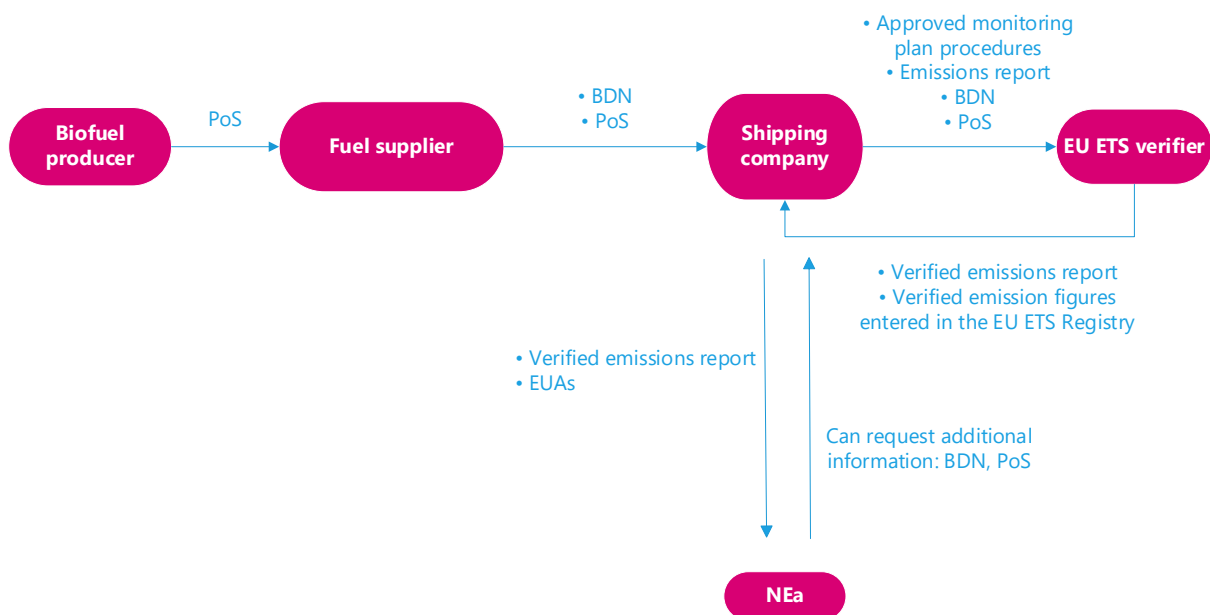 • Approved monitoring
plan procedures
• Emissions report
• BDN
• PoS
Biofuel
producer
PoS
Fuel supplier
• BDN
• PoS
Shipping
company
EU ETS verifier
• Verified emissions report
• Verified emission figures
entered in the EU ETS Registry
• Verified emissions report
• EUAs
Can request additional
information: BDN, PoS
NEa